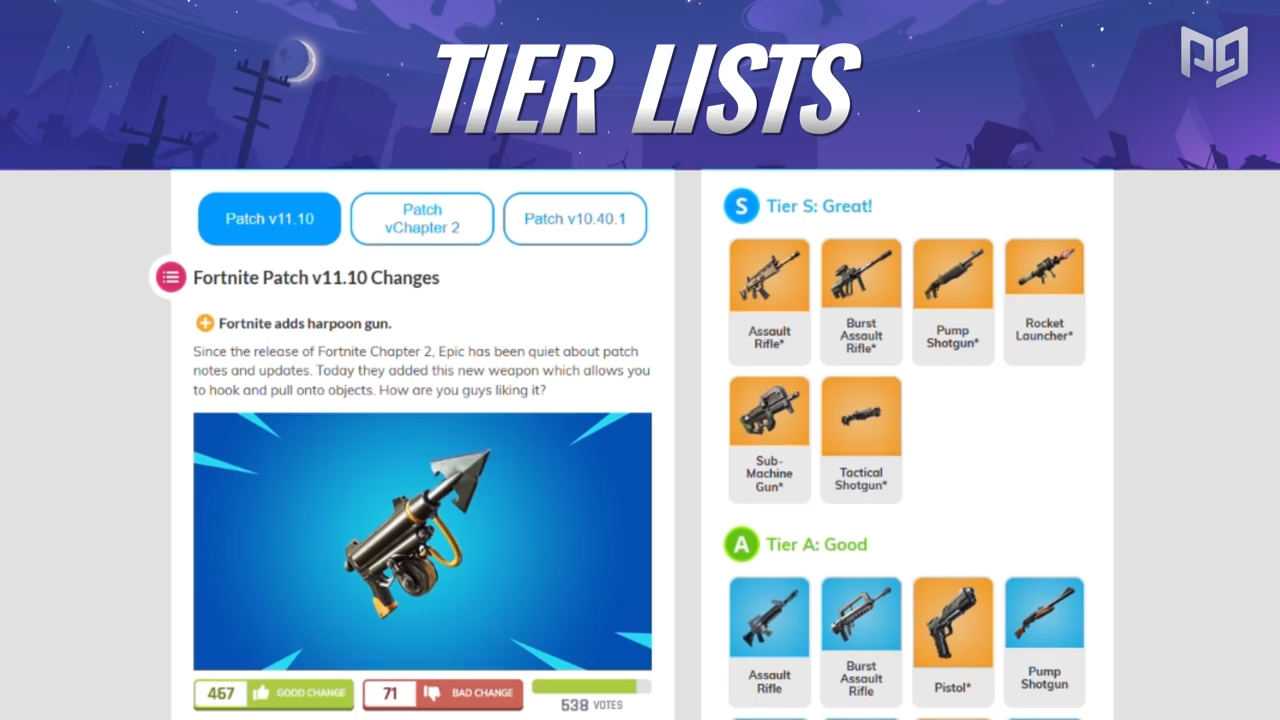 TIER LISTS
PG
Patch v11.10
Patch
vChapter 2
Patch v10.40.1
Fortnite Patch v11.10 Changes
Fortnite adds harpoon gun.
Since the release of Fortnite Chapter 2, Epic has been quiet about patch
notes and updates. Today they added this new weapon which allows you
to hook and pull onto objects. How are you guys liking it?
467
GOOD CHANGE
71
BAD CHANGE
538 VOTES
S
Tier S: Great!
Assault
Rifle*
Burst
Assault
Rifle*
Pump
Shotgun*
Rocket
Launcher*
Sub-
Machine
Gun*
Tactical
Shotgun*
A
Tier A: Good
Assault
Rifle
Burst
Assault
Rifle
Pistol*
Pump
Shotgun